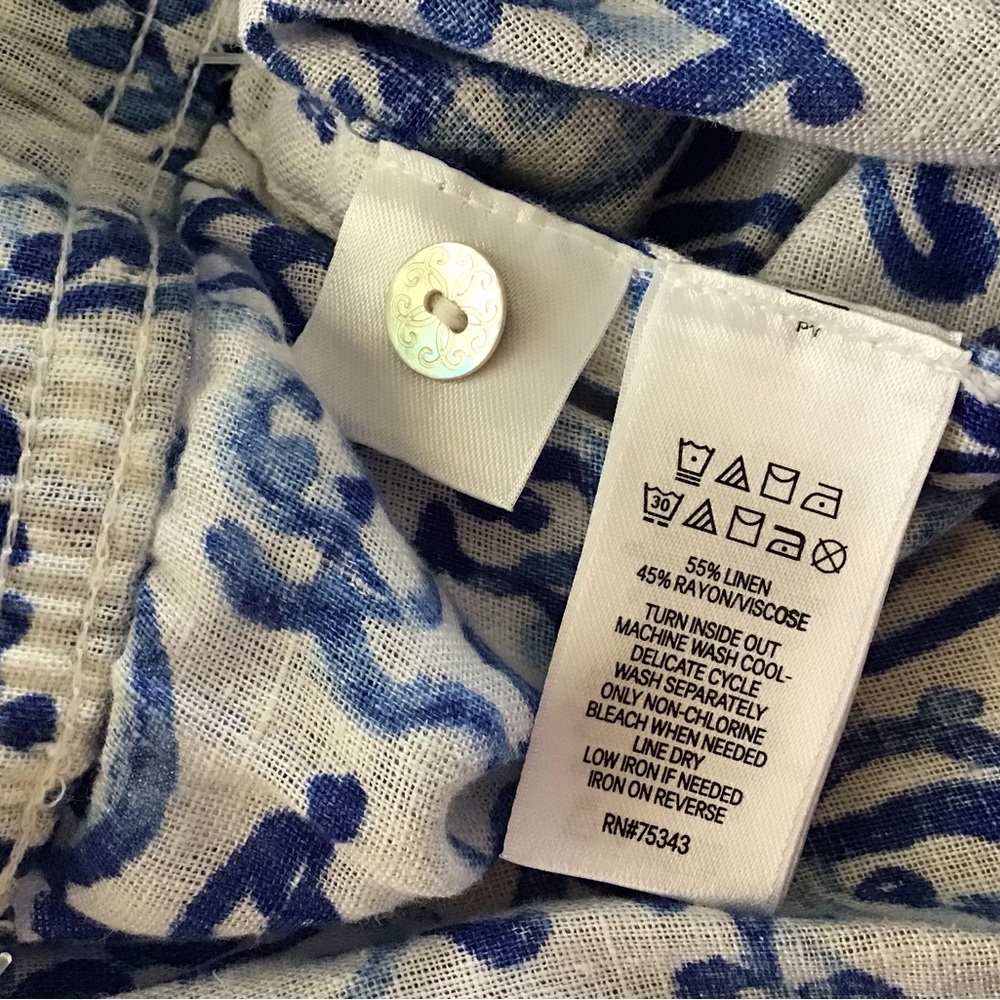 30
55% LINEN
45% RAYON/VISCOSE
TURN INSIDE OUT
MACHINE WASH COOL-
DELICATE CYCLE
WASH SEPARATELY
ONLY NON-CHLORINE
BLEACH WHEN NEEDED
LINE DRY
LOW IRON IF NEEDED
IRON ON REVERSE
RN#75343